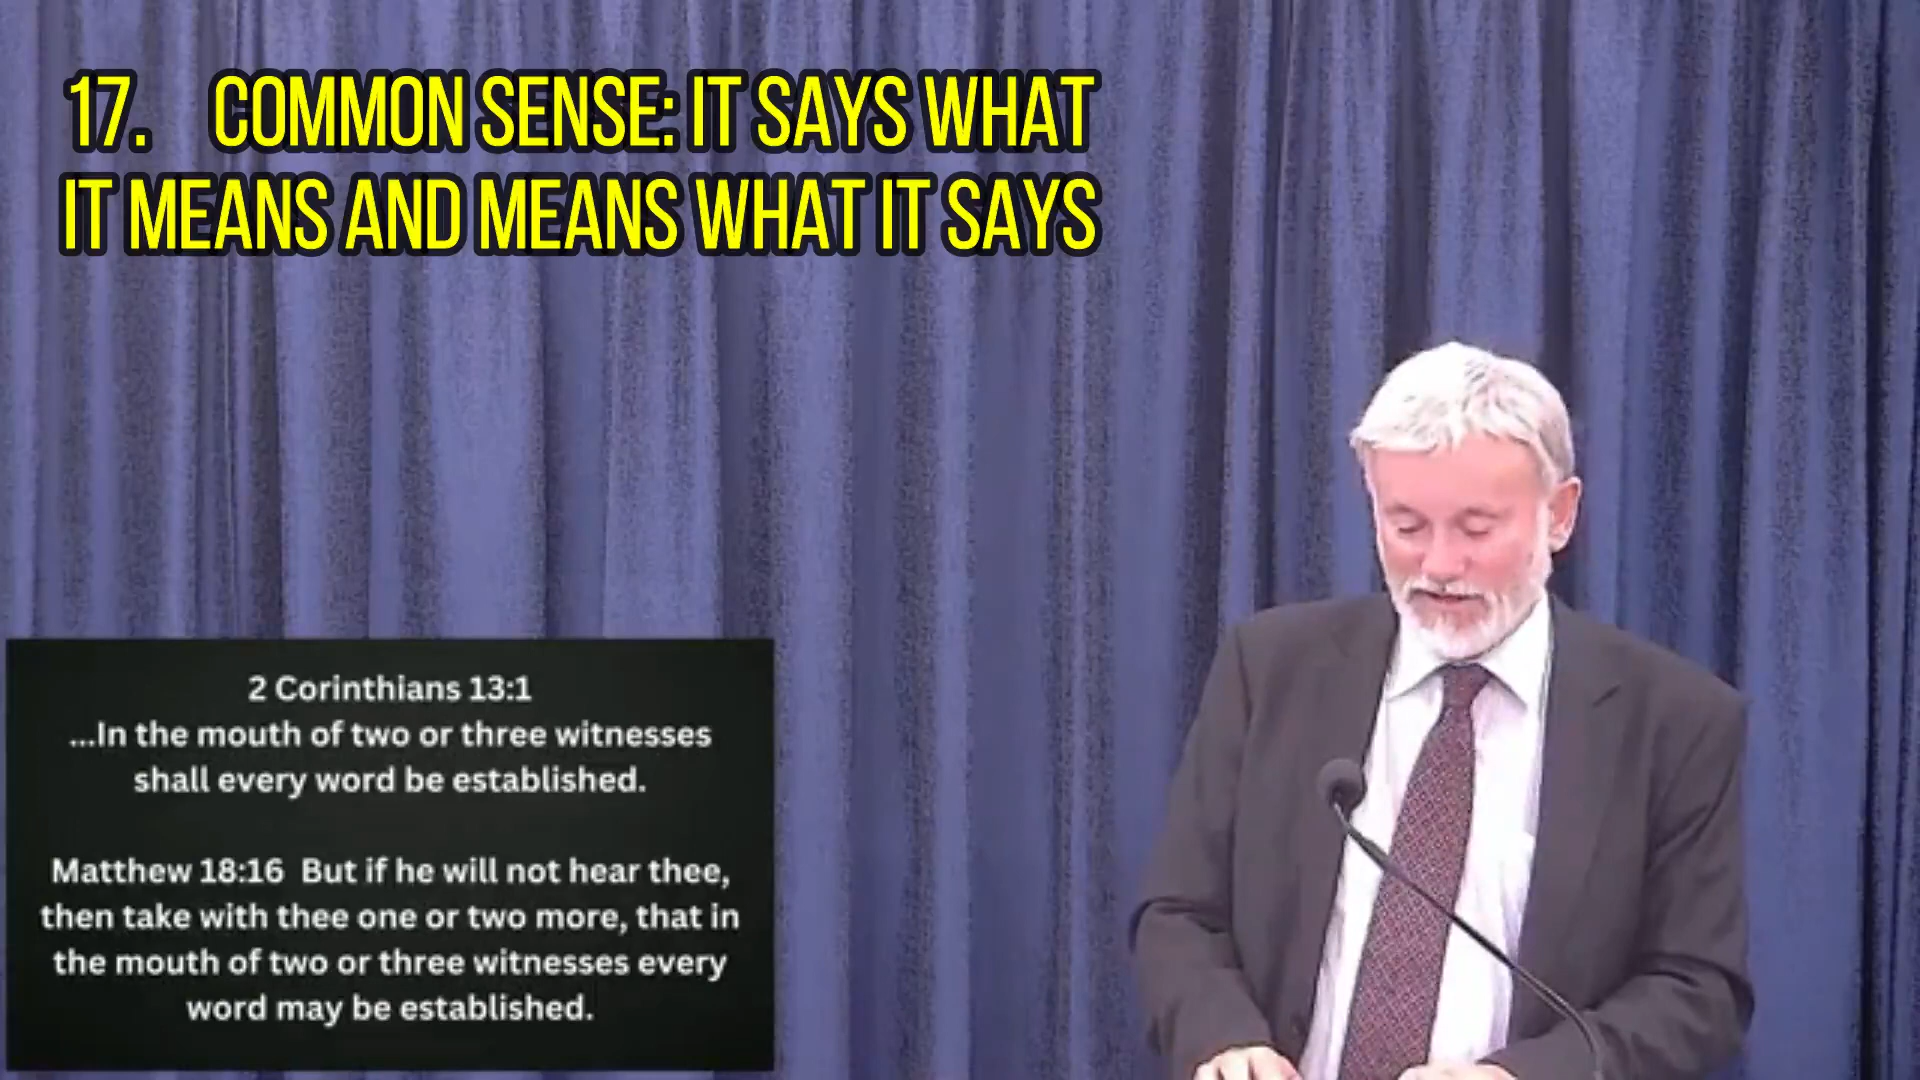 17. COMMON SENSE: IT SAYS WHAT
IT MEANS AND MEANS WHAT IT SAYS
2 Corinthians 13:1
...In the mouth of two or three witnesses
shall every word be established.
Matthew 18:16 But if he will not hear thee,
then take with thee one or two more, that in
the mouth of two or three witnesses every
word may be established.